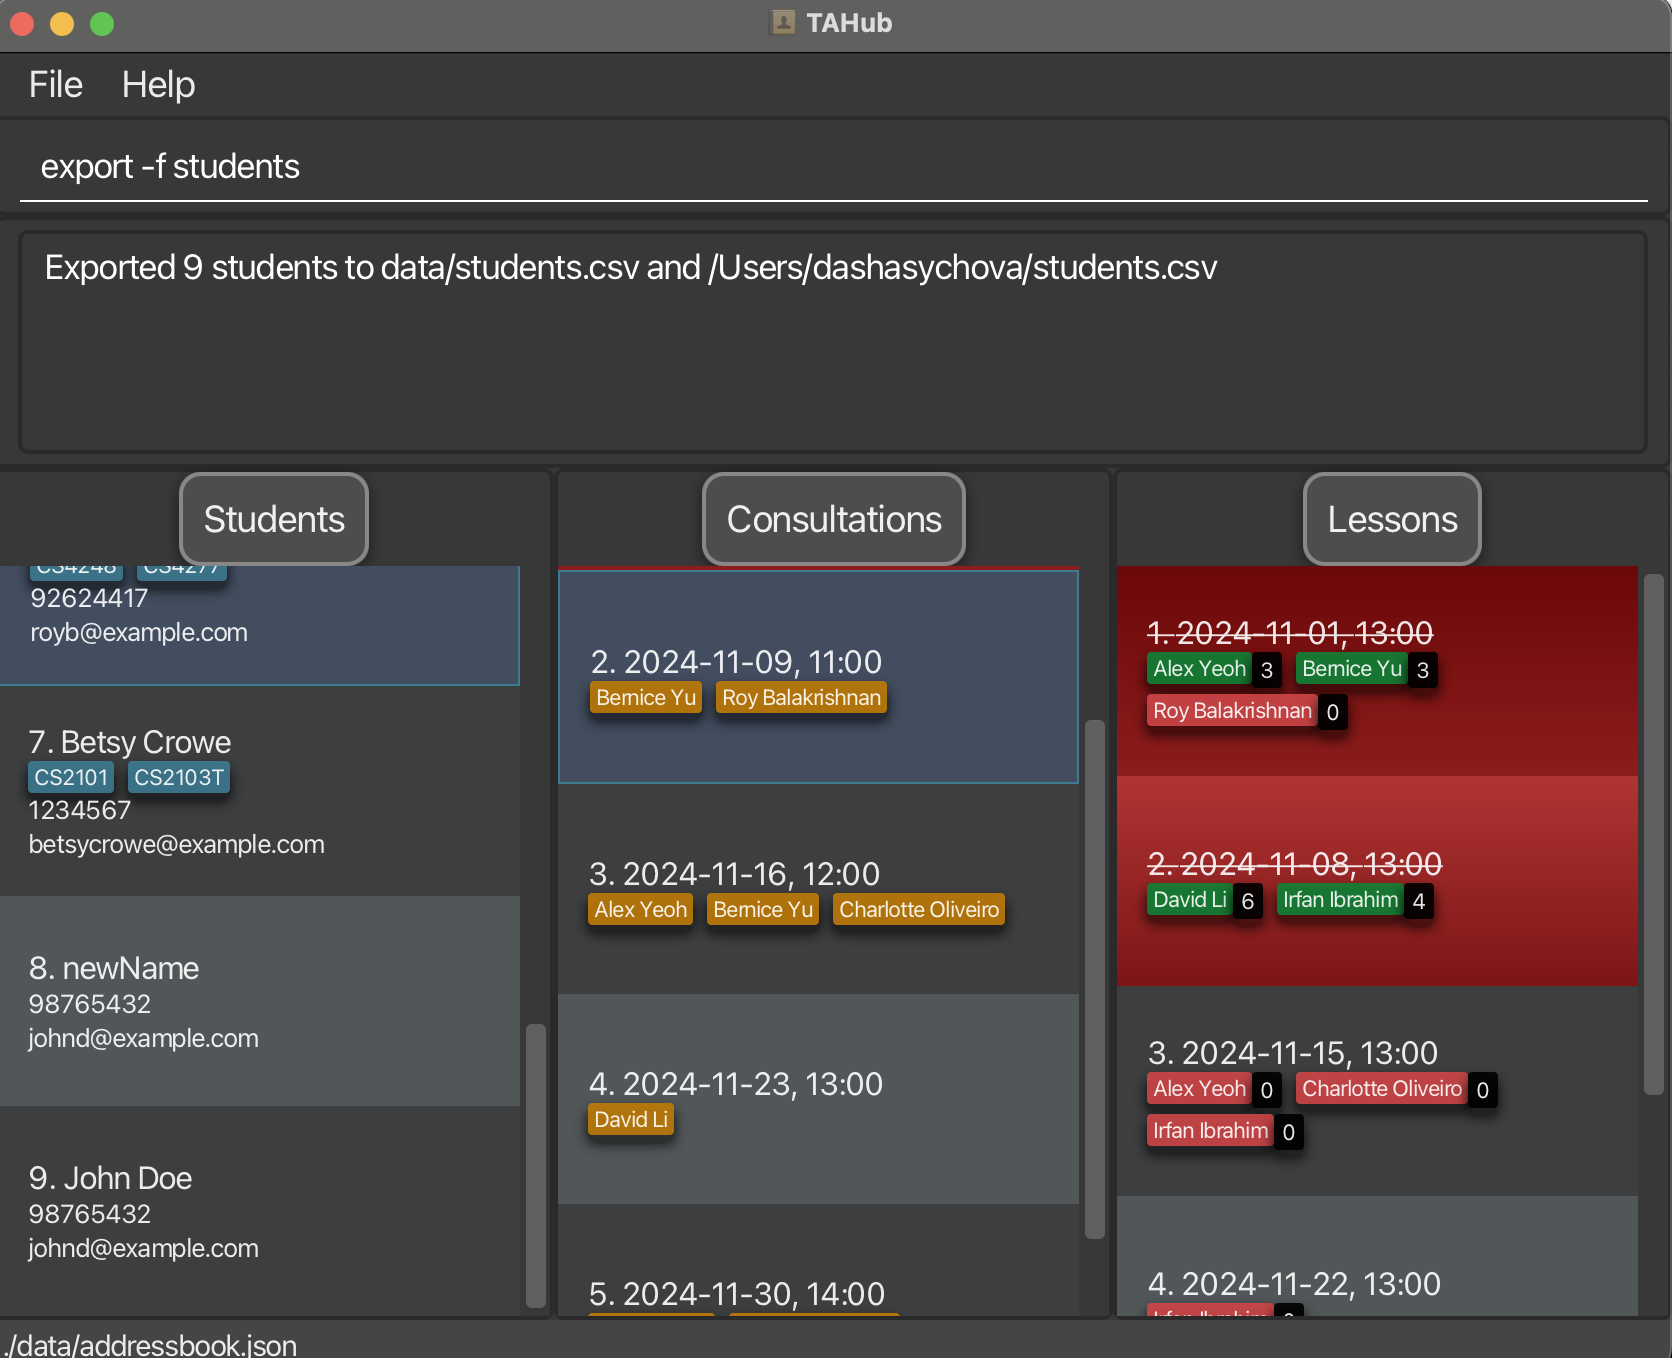 TAHub
File Help
export -f students
Exported 9 students to data/students.csv and /Users/dashasychova/students.csv
Students
CS4248 CS4277
92624417
royb@example.com
7. Betsy Crowe
CS2101 CS2103T
1234567
betsycrowe@example.com
8. newName
98765432
johnd@example.com
9. John Doe
98765432
johnd@example.com
Consultations
2. 2024-11-09, 11:00
Bernice Yu Roy Balakrishnan
3. 2024-11-16, 12:00
Alex Yeoh Bernice Yu Charlotte Oliveiro
4. 2024-11-23, 13:00
David Li
5. 2024-11-30, 14:00
Lessons
1. 2024-11-01, 13:00
Alex Yeoh 3 Bernice Yu 3
Roy Balakrishnan 0
2. 2024-11-08, 13:00
David Li 6 Irfan Ibrahim 4
3. 2024-11-15, 13:00
Alex Yeoh 0 Charlotte Oliveiro 0
Irfan Ibrahim 0
4. 2024-11-22, 13:00
Irfan Ibrahim
./data/addressbook.json